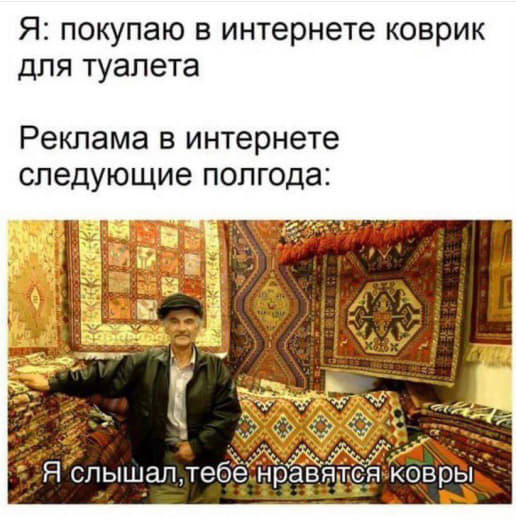 Я: покупаю в интернете коврик
для туалета
Реклама в интернете
следующие полгода:
Я слышал,тебе нравятся ковры